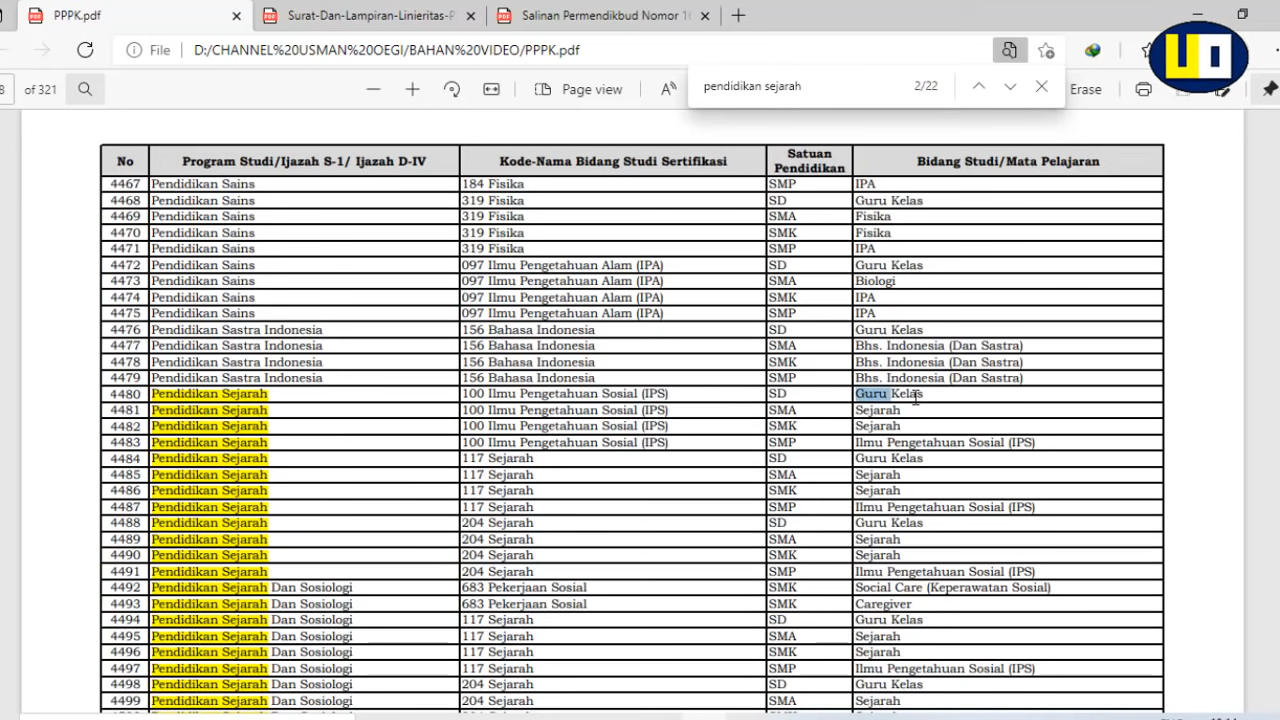 PPPK.pdf
Surat-Dan-Lampiran-Linieritas-P
Salinan Permendikbud Nomor 16
File D:/CHANNEL%20USMAN%20OEGI/BAHAN%20VIDEO/PPPK.pdf
UO
8 of 321 Page view
pendidikan sejarah 2/22
Erase
No Program Studi/Ijazah S-1/ Ijazah D-IV Kode-Nama Bidang Studi Sertifikasi Satuan Pendidikan Bidang Studi/Mata Pelajaran
4467 Pendidikan Sains 184 Fisika SMP IPA
4468 Pendidikan Sains 319 Fisika SD Guru Kelas
4469 Pendidikan Sains 319 Fisika SMA Fisika
4470 Pendidikan Sains 319 Fisika SMK Fisika
4471 Pendidikan Sains 319 Fisika SMP IPA
4472 Pendidikan Sains 097 Ilmu Pengetahuan Alam (IPA) SD Guru Kelas
4473 Pendidikan Sains 097 Ilmu Pengetahuan Alam (IPA) SMA Biologi
4474 Pendidikan Sains 097 Ilmu Pengetahuan Alam (IPA) SMK IPA
4475 Pendidikan Sains 097 Ilmu Pengetahuan Alam (IPA) SMP IPA
4476 Pendidikan Sastra Indonesia 156 Bahasa Indonesia SD Guru Kelas
4477 Pendidikan Sastra Indonesia 156 Bahasa Indonesia SMA Bhs. Indonesia (Dan Sastra)
4478 Pendidikan Sastra Indonesia 156 Bahasa Indonesia SMK Bhs. Indonesia (Dan Sastra)
4479 Pendidikan Sastra Indonesia 156 Bahasa Indonesia SMP Bhs. Indonesia (Dan Sastra)
4480 Pendidikan Sejarah 100 Ilmu Pengetahuan Sosial (IPS) SD Guru Kelas
4481 Pendidikan Sejarah 100 Ilmu Pengetahuan Sosial (IPS) SMA Sejarah
4482 Pendidikan Sejarah 100 Ilmu Pengetahuan Sosial (IPS) SMK Sejarah
4483 Pendidikan Sejarah 100 Ilmu Pengetahuan Sosial (IPS) SMP Ilmu Pengetahuan Sosial (IPS)
4484 Pendidikan Sejarah 117 Sejarah SD Guru Kelas
4485 Pendidikan Sejarah 117 Sejarah SMA Sejarah
4486 Pendidikan Sejarah 117 Sejarah SMK Sejarah
4487 Pendidikan Sejarah 117 Sejarah SMP Ilmu Pengetahuan Sosial (IPS)
4488 Pendidikan Sejarah 204 Sejarah SD Guru Kelas
4489 Pendidikan Sejarah 204 Sejarah SMA Sejarah
4490 Pendidikan Sejarah 204 Sejarah SMK Sejarah
4491 Pendidikan Sejarah 204 Sejarah SMP Ilmu Pengetahuan Sosial (IPS)
4492 Pendidikan Sejarah Dan Sosiologi 683 Pekerjaan Sosial SMK Social Care (Keperawatan Sosial)
4493 Pendidikan Sejarah Dan Sosiologi 683 Pekerjaan Sosial SMK Caregiver
4494 Pendidikan Sejarah Dan Sosiologi 117 Sejarah SD Guru Kelas
4495 Pendidikan Sejarah Dan Sosiologi 117 Sejarah SMA Sejarah
4496 Pendidikan Sejarah Dan Sosiologi 117 Sejarah SMK Sejarah
4497 Pendidikan Sejarah Dan Sosiologi 117 Sejarah SMP Ilmu Pengetahuan Sosial (IPS)
4498 Pendidikan Sejarah Dan Sosiologi 204 Sejarah SD Guru Kelas
4499 Pendidikan Sejarah Dan Sosiologi 204 Sejarah SMA Sejarah